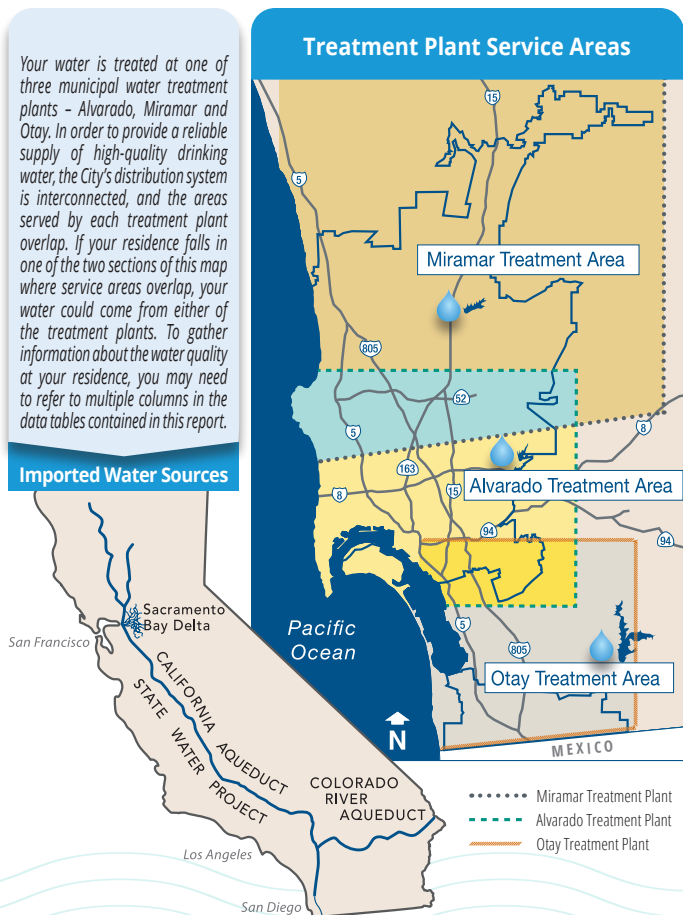 Your water is treated at one of
three municipal water treatment
plants – Alvarado, Miramar and
Otay. In order to provide a reliable
supply of high-quality drinking
water, the City's distribution system
is interconnected, and the areas
served by each treatment plant
overlap. If your residence falls in
one of the two sections of this map
where service areas overlap, your
water could come from either of
the treatment plants. To gather
information about the water quality
at your residence, you may need
to refer to multiple columns in the
data tables contained in this report.
Imported Water Sources
Sacramento
Bay Delta
San Francisco
CALIFORNIA AQUEDUCT
STATE WATER PROJECT
COLORADO
RIVER
AQUEDUCT
Los Angeles
San Diego
Treatment Plant Service Areas
15
5
Miramar Treatment Area
805
52
5
163
8
8
15
Alvarado Treatment Area
94
94
Pacific
Ocean
5
805
Otay Treatment Area
N
MEXICO
Miramar Treatment Plant
Alvarado Treatment Plant
Otay Treatment Plant